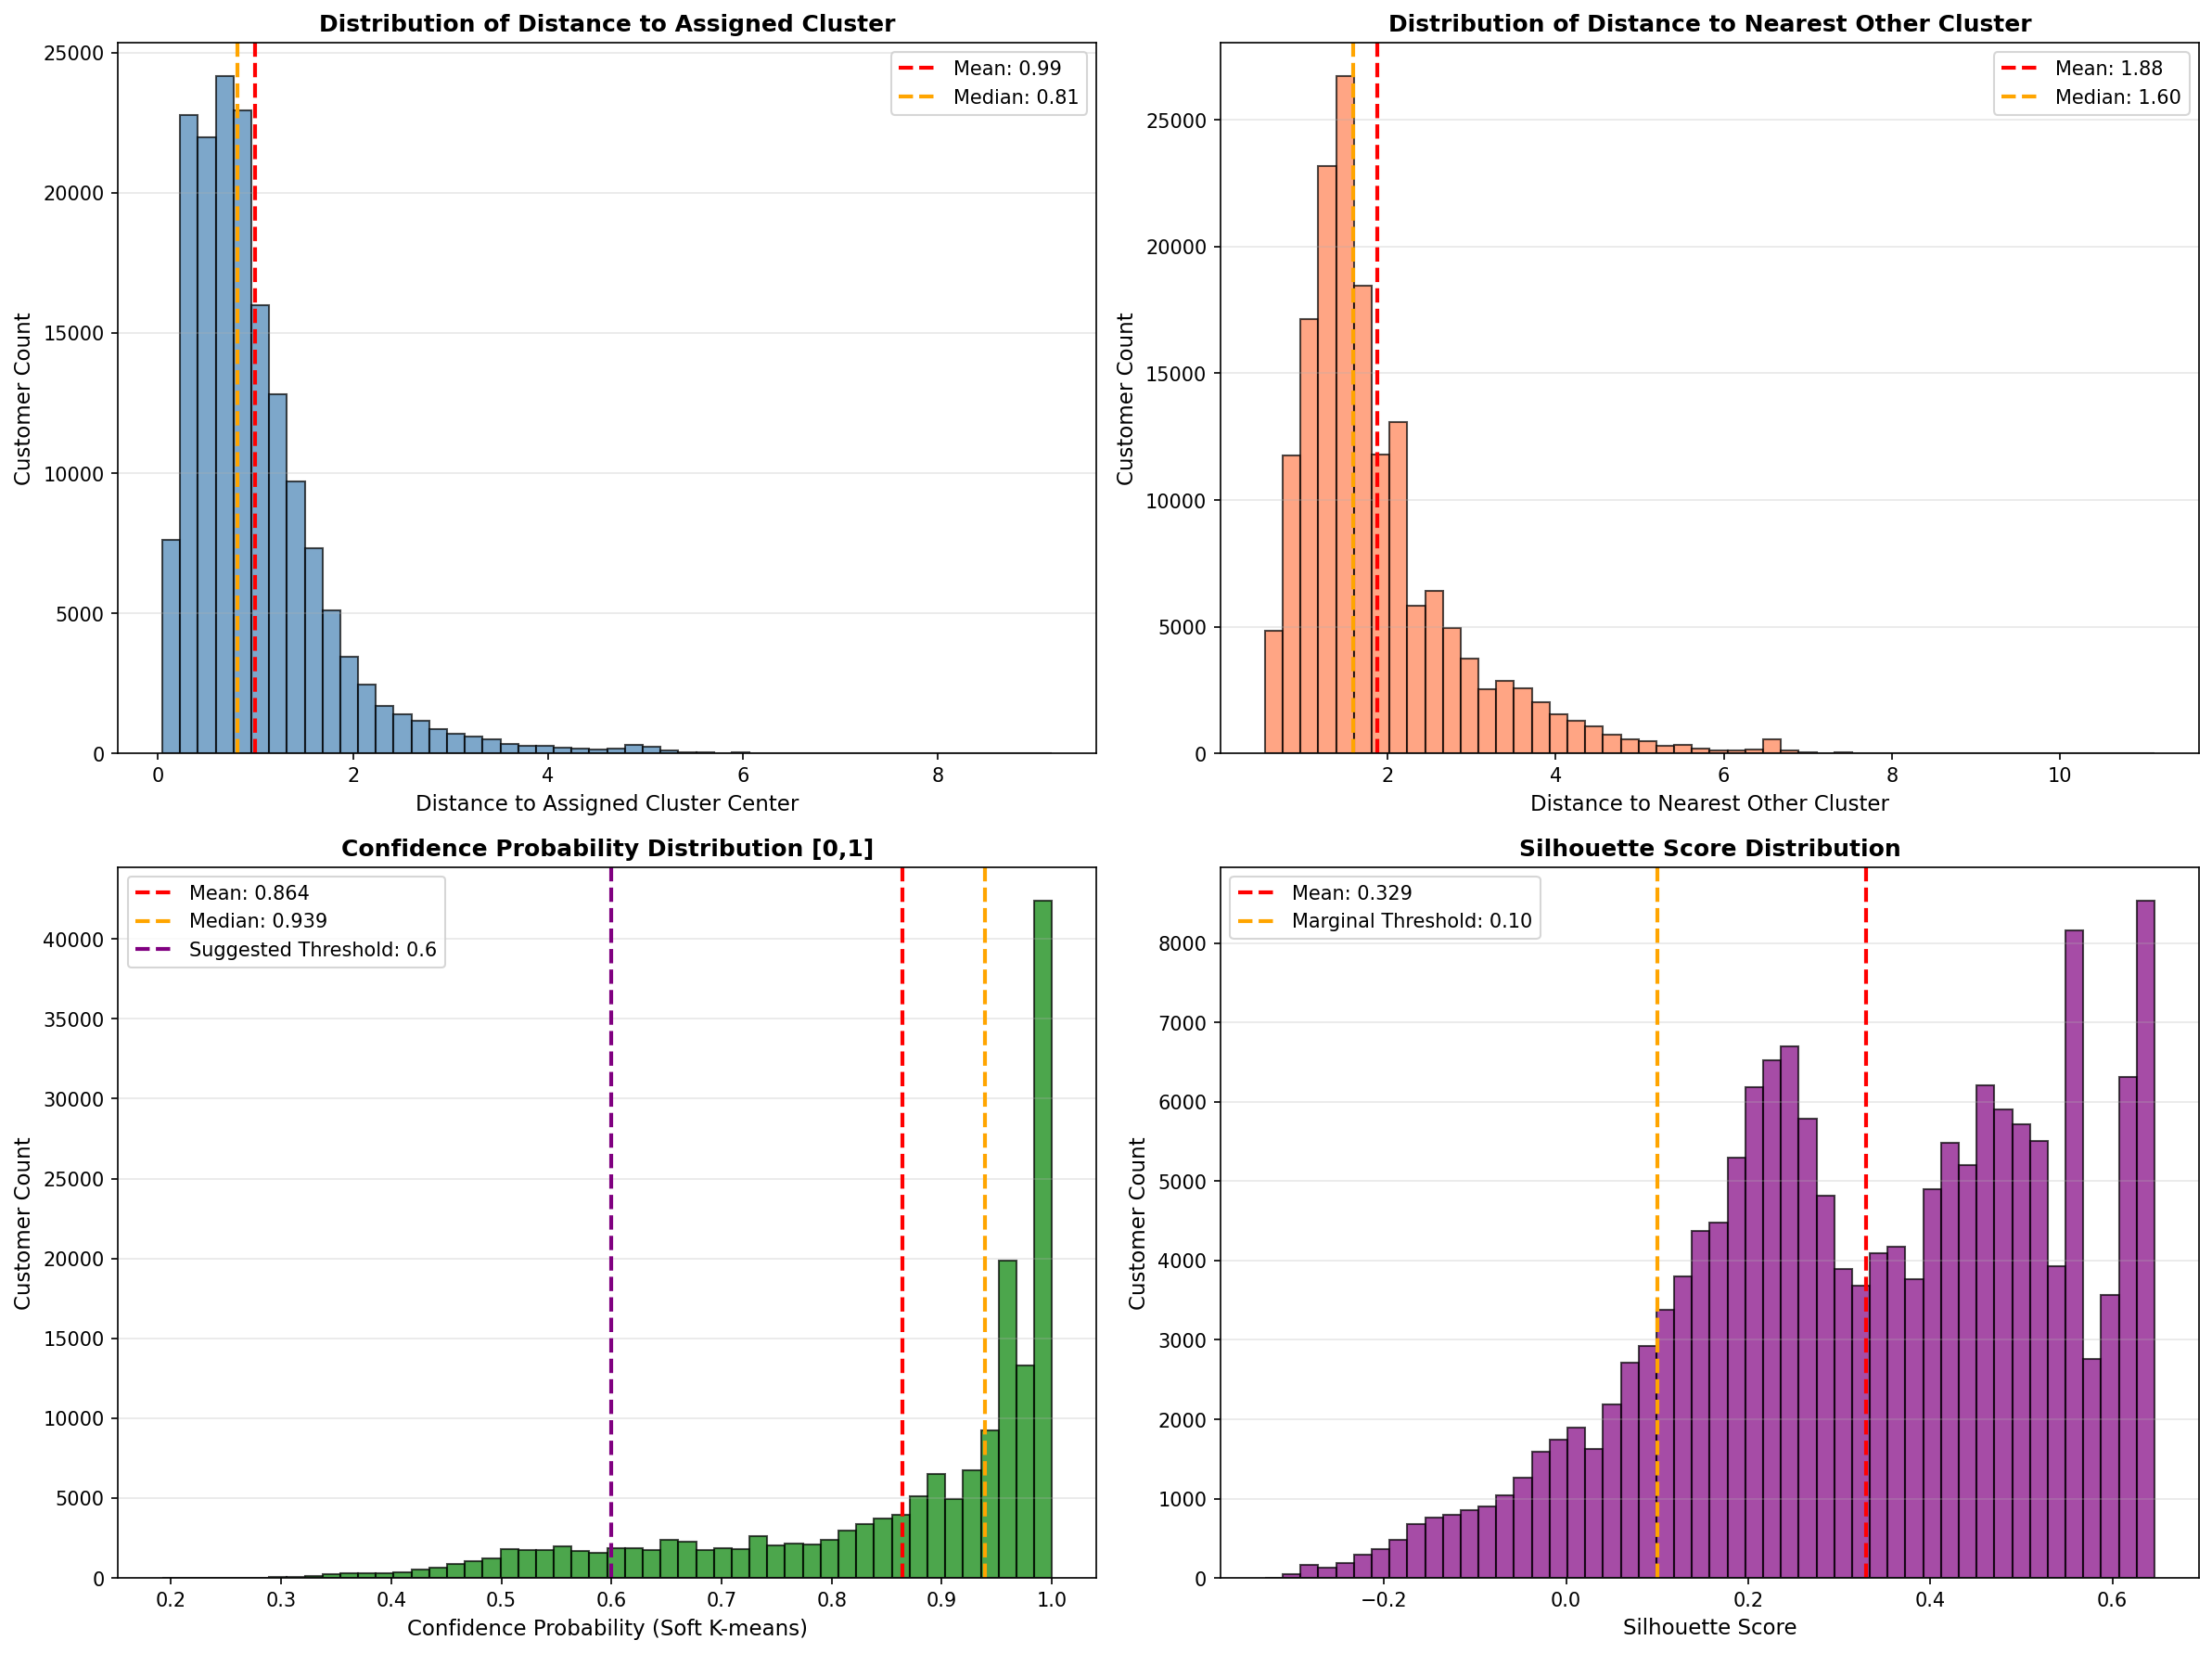 Distribution of Distance to Assigned Cluster
Mean: 0.99
Median: 0.81
Customer Count
25000
20000
15000
10000
5000
0
0 2 4 6 8
Distance to Assigned Cluster Center
Distribution of Distance to Nearest Other Cluster
Mean: 1.88
Median: 1.60
Customer Count
25000
20000
15000
10000
5000
0
2 4 6 8 10
Distance to Nearest Other Cluster
Confidence Probability Distribution [0,1]
Mean: 0.864
Median: 0.939
Suggested Threshold: 0.6
Customer Count
40000
35000
30000
25000
20000
15000
10000
5000
0
0.2 0.3 0.4 0.5 0.6 0.7 0.8 0.9 1.0
Confidence Probability (Soft K-means)
Silhouette Score Distribution
Mean: 0.329
Marginal Threshold: 0.10
Customer Count
8000
7000
6000
5000
4000
3000
2000
1000
0
−0.2 0.0 0.2 0.4 0.6
Silhouette Score